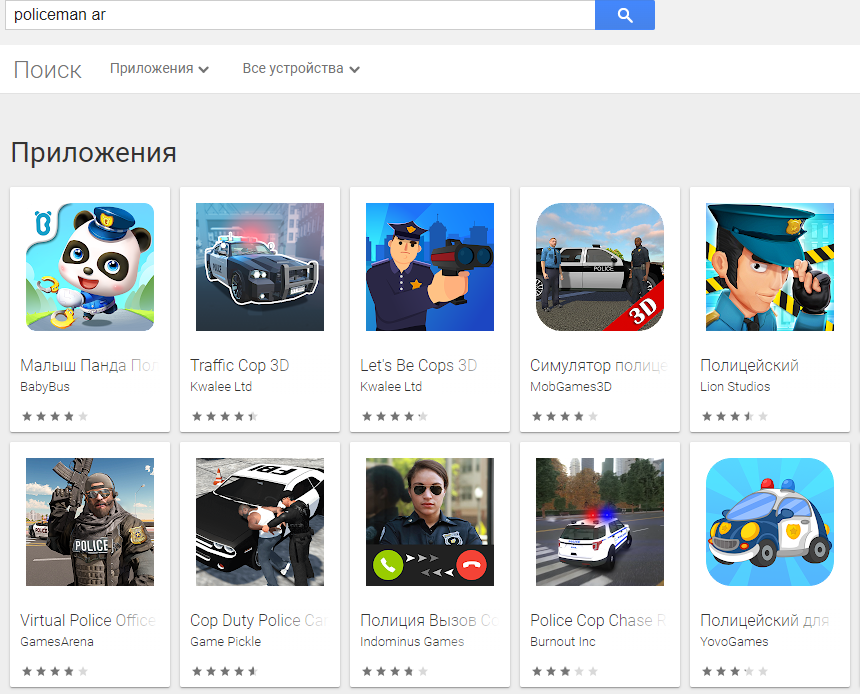 policeman ar
Поиск
Приложения
Все устройства
Приложения
POLICE
3D
Малыш Панда Пол
BabyBus
Traffic Cop 3D
Kwalee Ltd
Let's Be Cops 3D
Kwalee Ltd
Симулятор полице
MobGames3D
Полицейский
Lion Studios
POLICE
FBI
Virtual Police Office
GamesArena
Cop Duty Police Car
Game Pickle
Полиция Вызов Со
Indominus Games
Police Cop Chase R
Burnout Inc
Полицейский для
YovoGames